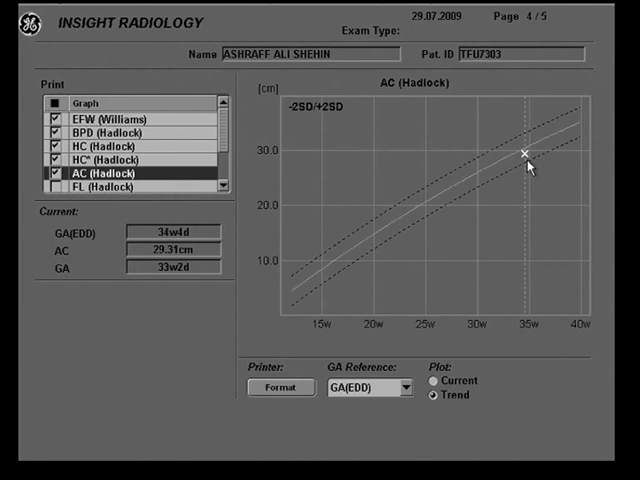 GE INSIGHT RADIOLOGY
29.07.2009 Page 4 / 5
Exam Type:
Name ASHRAFF ALI SHEHIN Pat. ID TFU7303
Print
Graph
EFW (Williams)
BPD (Hadlock)
HC (Hadlock)
HC* (Hadlock)
AC (Hadlock)
FL (Hadlock)
Current:
GA(EDD) 34w4d
AC 29.31cm
GA 33w2d
AC (Hadlock)
[cm]
-2SD/+2SD
30.0
20.0
10.0
15w 20w 25w 30w 35w 40w
Printer: GA Reference: Plot:
Format GA(EDD) Current
Trend